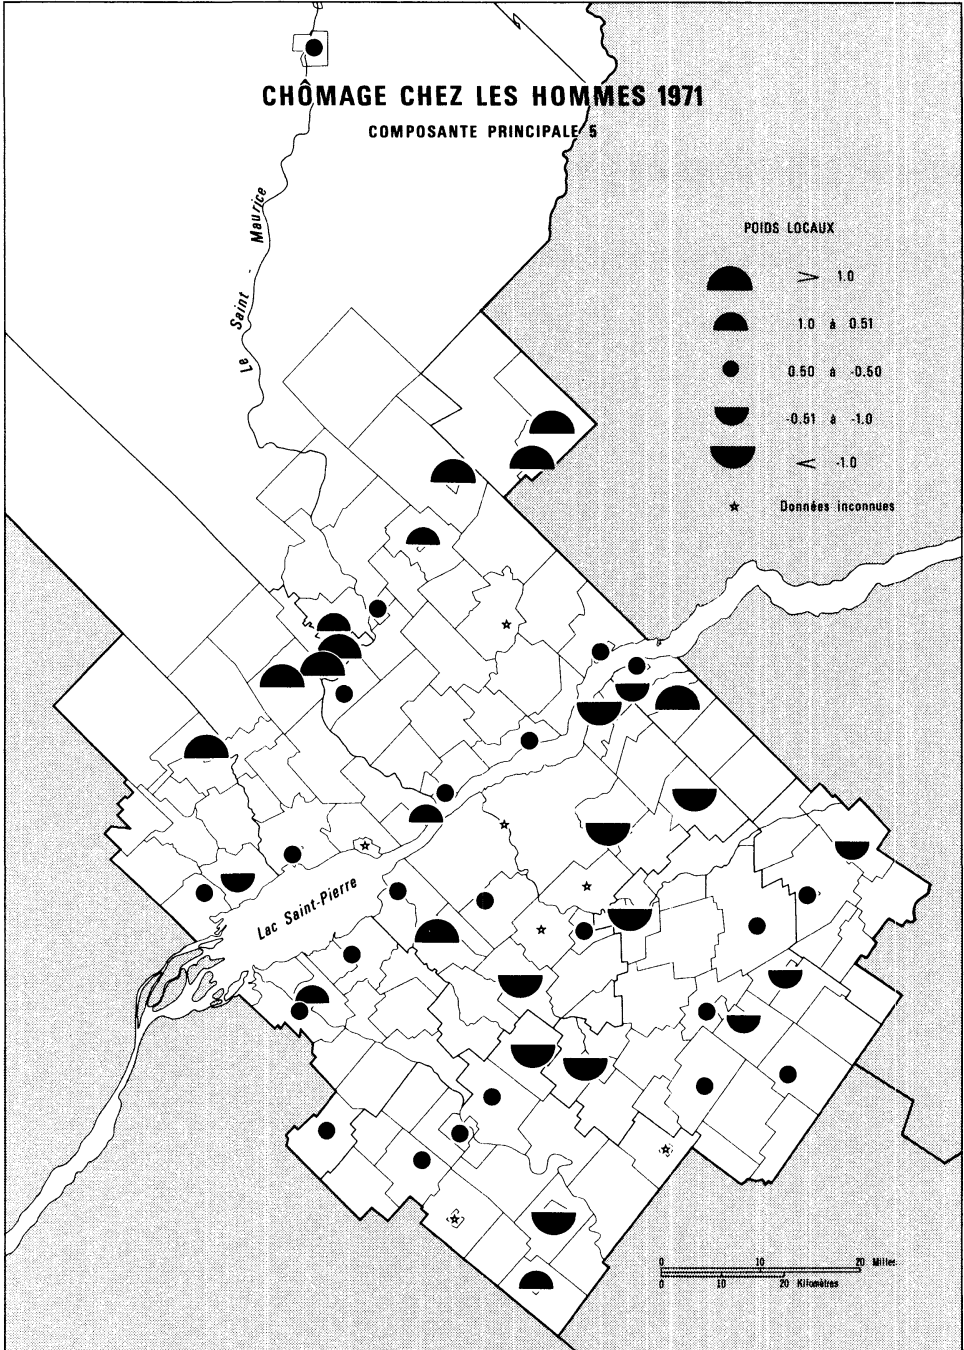 CHÔMAGE CHEZ LES HOMMES 1971
COMPOSANTE PRINCIPALE 5
Le Saint - Maurice
POIDS LOCAUX
> 1.0
1.0 à 0.51
0.50 à -0.50
-0.51 à -1.0
< -1.0
Données inconnues
Lac Saint-Pierre
0 10 20 Milles
0 10 20 Kilomètres